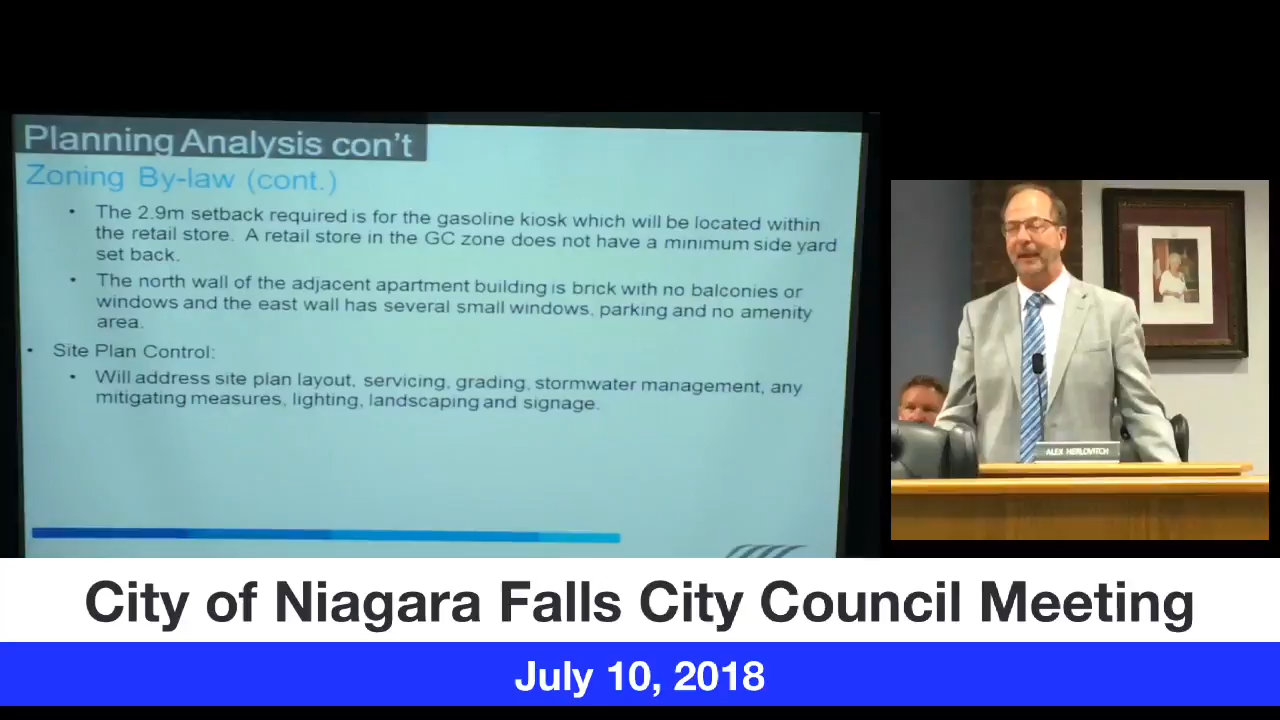 Planning Analysis con't
Zoning By-law (cont.)
• The 2.9m setback required is for the gasoline kiosk which will be located within
the retail store. A retail store in the GC zone does not have a minimum side yard
set back.
• The north wall of the adjacent apartment building is brick with no balconies or
windows and the east wall has several small windows, parking and no amenity
area.
• Site Plan Control:
• Will address site plan layout, servicing, grading, stormwater management, any
mitigating measures, lighting, landscaping and signage.
ALEX HERLOVITCH
City of Niagara Falls City Council Meeting
July 10, 2018